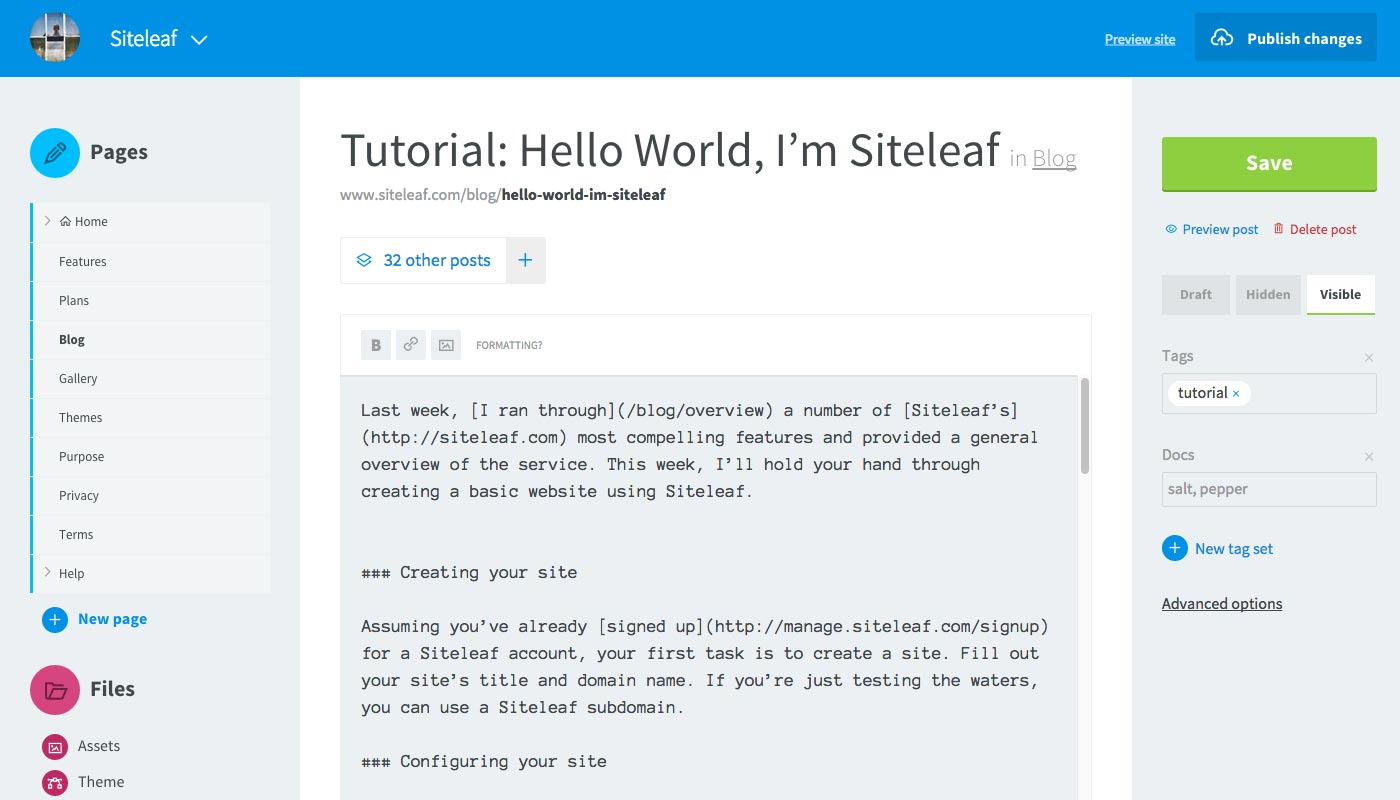 Siteleaf
Preview site
Publish changes
Pages
Home
Features
Plans
Blog
Gallery
Themes
Purpose
Privacy
Terms
Help
New page
Files
Assets
Theme
Tutorial: Hello World, I’m Siteleaf in Blog
www.siteleaf.com/blog/hello-world-im-siteleaf
32 other posts +
B FORMATTING?
Last week, [I ran through](/blog/overview) a number of [Siteleaf’s]
(http://siteleaf.com) most compelling features and provided a general
overview of the service. This week, I’ll hold your hand through
creating a basic website using Siteleaf.
### Creating your site
Assuming you’ve already [signed up](http://manage.siteleaf.com/signup)
for a Siteleaf account, your first task is to create a site. Fill out
your site’s title and domain name. If you’re just testing the waters,
you can use a Siteleaf subdomain.
### Configuring your site
Save
Preview post Delete post
Draft Hidden Visible
Tags ×
tutorial ×
Docs ×
salt, pepper
New tag set
Advanced options